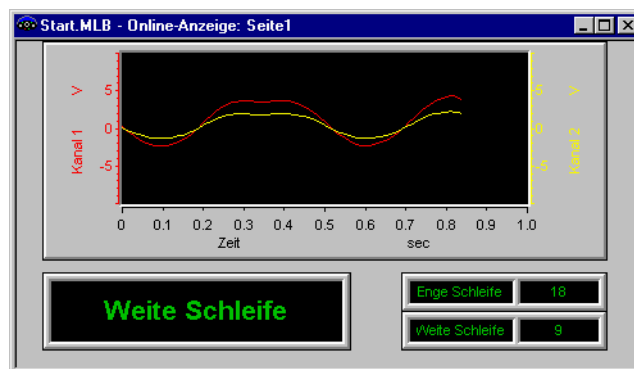 Start.MLB - Online-Anzeige: Seite1
Kanal 1 V
5
0
-5
Kanal 2 V
5
0
-5
0 0.1 0.2 0.3 0.4 0.5 0.6 0.7 0.8 0.9 1.0
Zeit sec
Weite Schleife
Enge Schleife 18
Weite Schleife 9